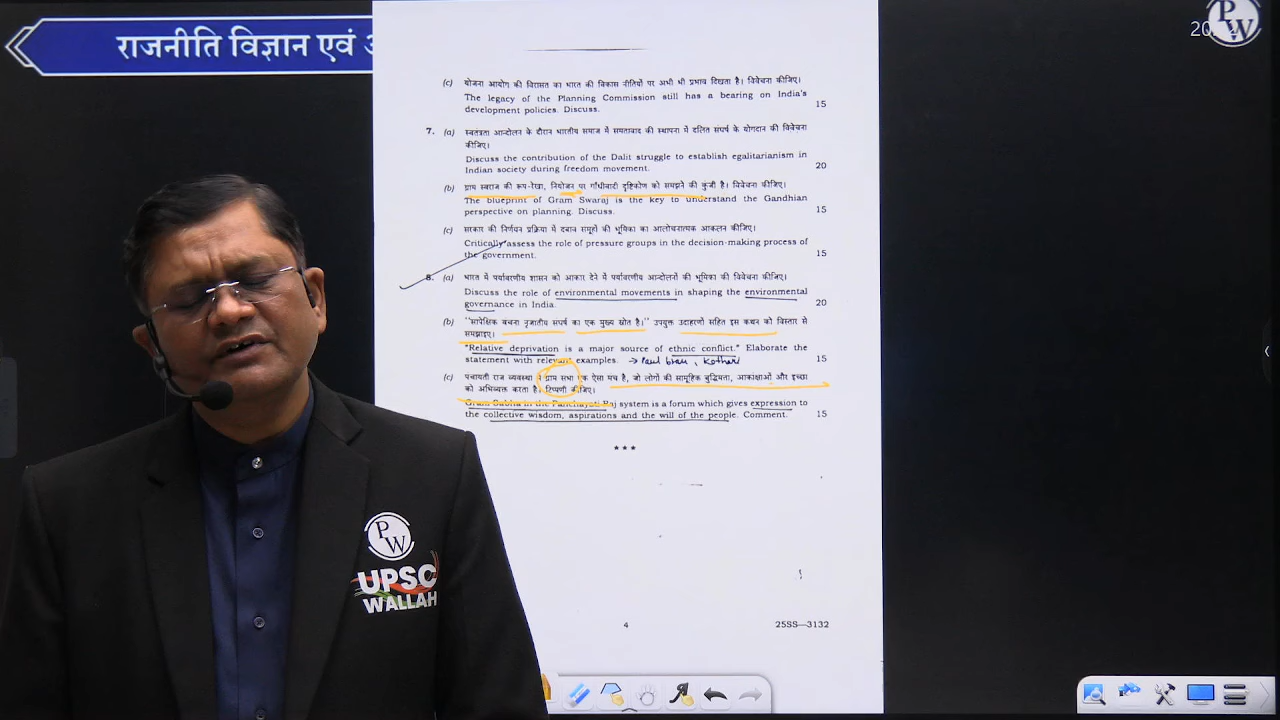 राजनीति विज्ञान एवं
20
PW
(c) योजना आयोग की विरासत का भारत की विकास नीतियों पर अभी भी प्रभाव दिखता है। विवेचना कीजिए।
The legacy of the Planning Commission still has a bearing on India's
development policies. Discuss. 15
7. (a) स्वतंत्रता आन्दोलन के दौरान भारतीय समाज में समतावाद की स्थापना में दलित संघर्ष के योगदान की विवेचना
कीजिए।
Discuss the contribution of the Dalit struggle to establish egalitarianism in
Indian society during freedom movement. 20
(b) ग्राम स्वराज की रूप-रेखा, नियोजन पर गाँधीवादी दृष्टिकोण को समझने की कुंजी है। विवेचना कीजिए।
The blueprint of Gram Swaraj is the key to understand the Gandhian
perspective on planning. Discuss. 15
(c) सरकार की निर्णयन प्रक्रिया में दबाव समूहों की भूमिका का आलोचनात्मक आकलन कीजिए।
Critically assess the role of pressure groups in the decision-making process of
the government. 15
8. (a) भारत में पर्यावरणीय शासन को आकार देने में पर्यावरणीय आन्दोलनों की भूमिका की विवेचना कीजिए।
Discuss the role of environmental movements in shaping the environmental
governance in India. 20
(b) "सापेक्षिक वंचना नृजातीय संघर्ष का एक मुख्य स्रोत है।" उपयुक्त उदाहरणों सहित इस कथन को विस्तार से
समझाइए।
"Relative deprivation is a major source of ethnic conflict." Elaborate the
statement with relevant examples. → Paul brass, Kothari 15
(c) पंचायती राज व्यवस्था में ग्राम सभा एक ऐसा मंच है, जो लोगों की सामूहिक बुद्धिमता, आकांक्षाओं और इच्छा
को अभिव्यक्त करता है। टिप्पणी कीजिए।
Gram Sabha in the Panchayati Raj system is a forum which gives expression to
the collective wisdom, aspirations and the will of the people. Comment. 15
***
4 25SS—3132
PW
UPSC
WALLAH